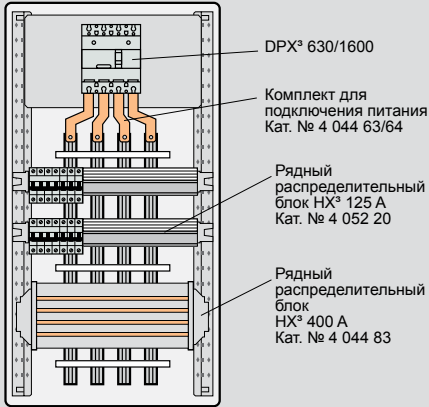 DPX³ 630/1600
Комплект для
подключения питания
Кат. № 4 044 63/64
Рядный
распределительный
блок HX³ 125 A
Кат. № 4 052 20
Рядный
распределительный
блок
HX³ 400 A
Кат. № 4 044 83